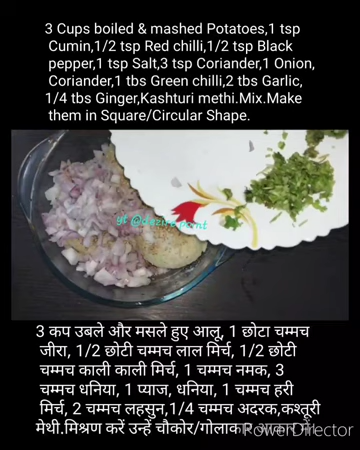 3 Cups boiled & mashed Potatoes,1 tsp
Cumin,1/2 tsp Red chilli,1/2 tsp Black
pepper,1 tsp Salt,3 tsp Coriander,1 Onion,
Coriander,1 tbs Green chilli,2 tbs Garlic,
1/4 tbs Ginger,Kashturi methi.Mix.Make
them in Square/Circular Shape.
yt @ point
3 कप उबले और मसले हुए आलू, 1 छोटा चम्मच
जीरा, 1/2 छोटी चम्मच लाल मिर्च, 1/2 छोटी
चम्मच काली काली मिर्च, 1 चम्मच नमक, 3
चम्मच धनिया, 1 प्याज, धनिया, 1 चम्मच हरी
मिर्च, 2 चम्मच लहसुन,1/4 चम्मच अदरक,कश्तूरी
मेथी.मिश्रण करें उन्हें चौकोर/गोलाकार
PowerDirector